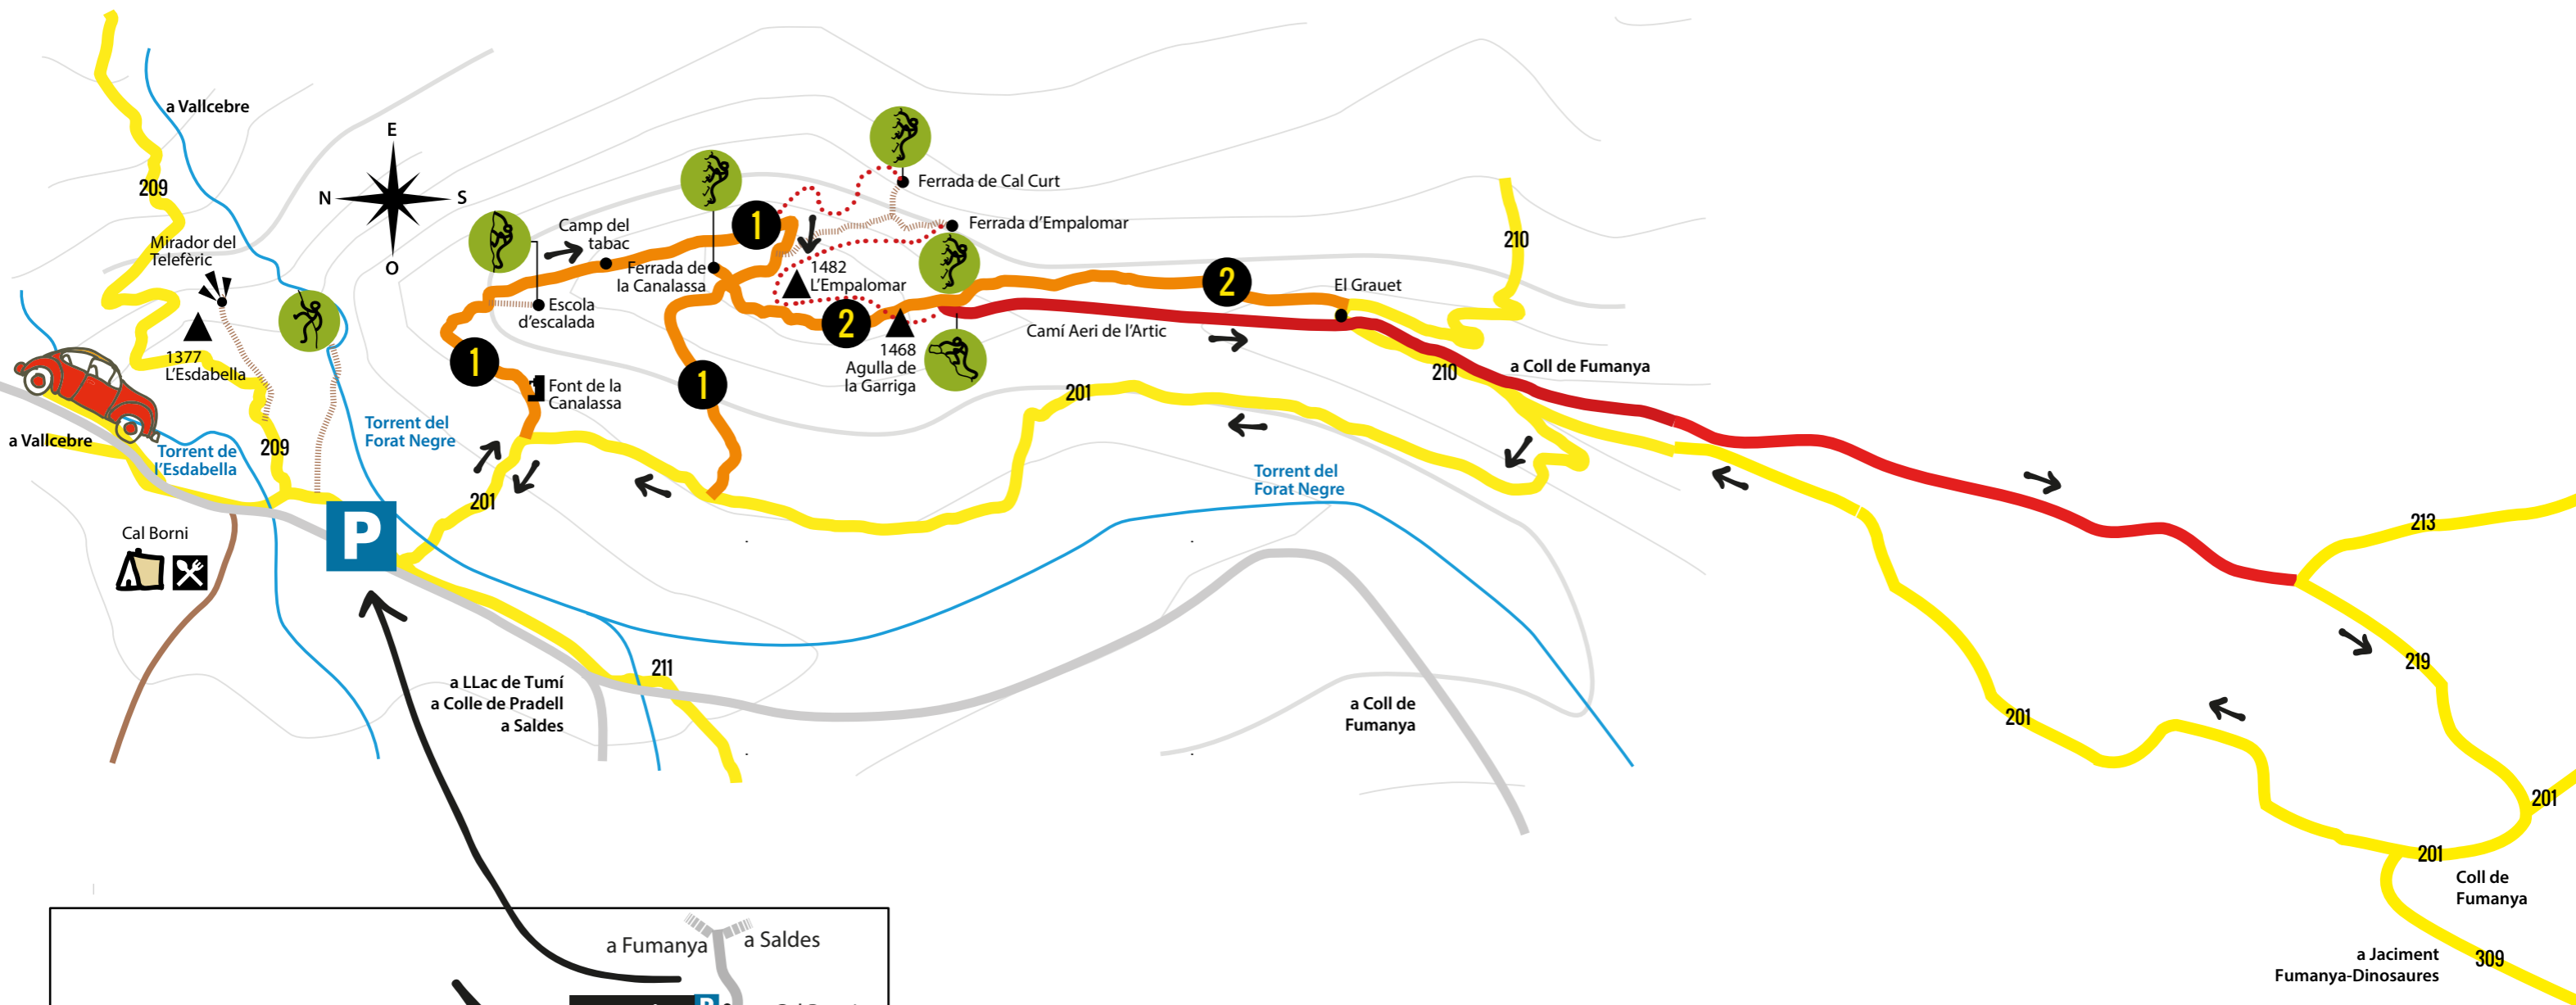 a Vallcebre
209
Mirador del
Telefèric
1377
L'Esdabella
a Vallcebre
Torrent de
l'Esdabella
209
Cal Borni
E
N
S
O
Torrent del
Forat Negre
P
201
1
Camp del
tabac
Escola
d'escalada
Font de la
Canalassa
Ferrada de
la Canalassa
1
1
Ferrada de Cal Curt
Ferrada d'Empalomar
1482
L'Empalomar
2
1468
Agulla de
la Garriga
2
El Grauet
Camí Aeri de l'Artic
210
210
a Coll de Fumanya
201
Torrent del
Forat Negre
211
a LLac de Tumí
a Colle de Pradell
a Saldes
a Coll de
Fumanya
213
219
201
201
201
Coll de
Fumanya
309
a Jaciment
Fumanya-Dinosaures
a Fumanya
a Saldes